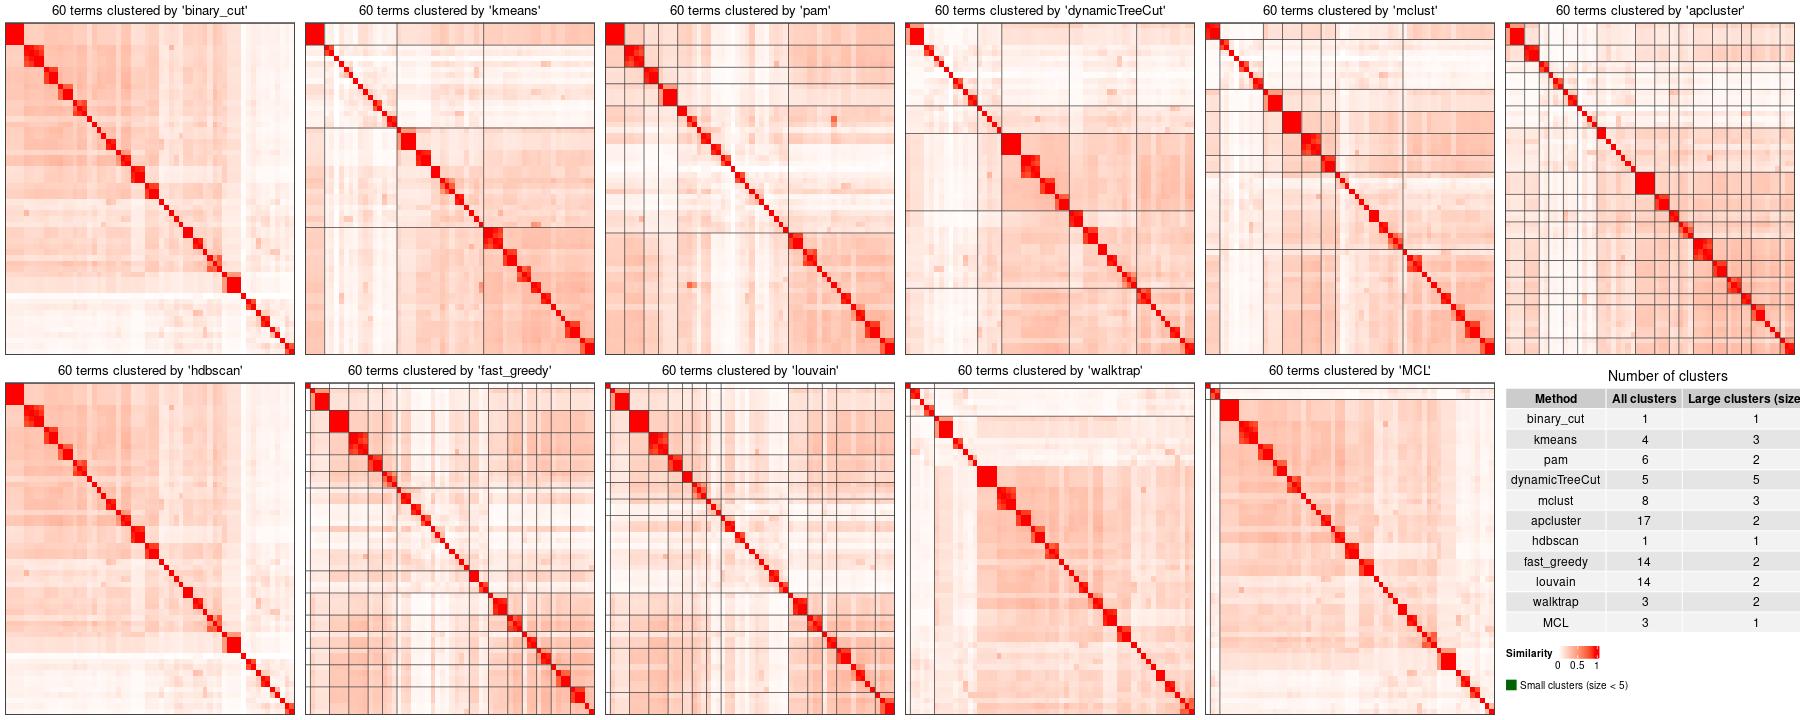 60 terms clustered by 'binary_cut'
60 terms clustered by 'kmeans'
60 terms clustered by 'pam'
60 terms clustered by 'dynamicTreeCut'
60 terms clustered by 'mclust'
60 terms clustered by 'apcluster'
60 terms clustered by 'hdbscan'
60 terms clustered by 'fast_greedy'
60 terms clustered by 'louvain'
60 terms clustered by 'walktrap'
60 terms clustered by 'MCL'
Number of clusters
Method All clusters Large clusters (size
binary_cut 1 1
kmeans 4 3
pam 6 2
dynamicTreeCut 5 5
mclust 8 3
apcluster 17 2
hdbscan 1 1
fast_greedy 14 2
louvain 14 2
walktrap 3 2
MCL 3 1
Similarity
0 0.5 1
Small clusters (size < 5)